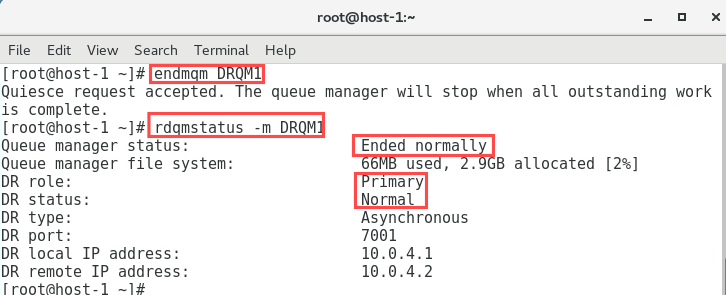 root@host-1:~
File Edit View Search Terminal Help
[root@host-1 ~]# endmqm DRQM1
Quiesce request accepted. The queue manager will stop when all outstanding work
is complete.
[root@host-1 ~]# rdqmstatus -m DRQM1
Queue manager status: Ended normally
Queue manager file system: 66MB used, 2.9GB allocated [2%]
DR role: Primary
DR status: Normal
DR type: Asynchronous
DR port: 7001
DR local IP address: 10.0.4.1
DR remote IP address: 10.0.4.2
[root@host-1 ~]#